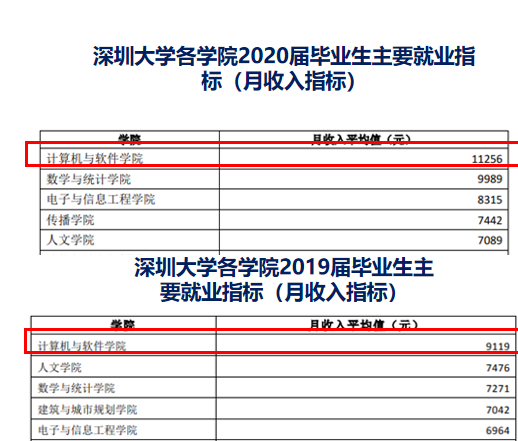 深圳大学各学院2020届毕业生主要就业指
标（月收入指标）
学院 月收入平均值（元）
计算机与软件学院 11256
数学与统计学院 9989
电子与信息工程学院 8315
传播学院 7442
人文学院 7089
深圳大学各学院2019届毕业生主
要就业指标（月收入指标）
学院 月收入平均值（元）
计算机与软件学院 9119
人文学院 7476
数学与统计学院 7271
建筑与城市规划学院 7042
电子与信息工程学院 6964